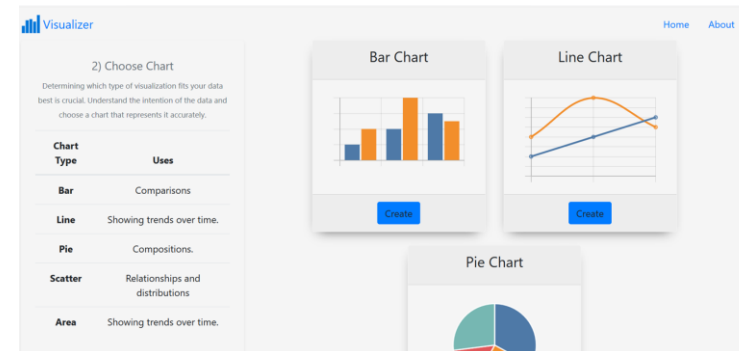 Visualizer
Home About
2) Choose Chart
Determining which type of visualization fits your data
best is crucial. Understand the intention of the data and
choose a chart that represents it accurately.
Chart
Type Uses
Bar Comparisons
Line Showing trends over time.
Pie Compositions.
Scatter Relationships and
distributions
Area Showing trends over time.
Bar Chart
Create
Line Chart
Create
Pie Chart